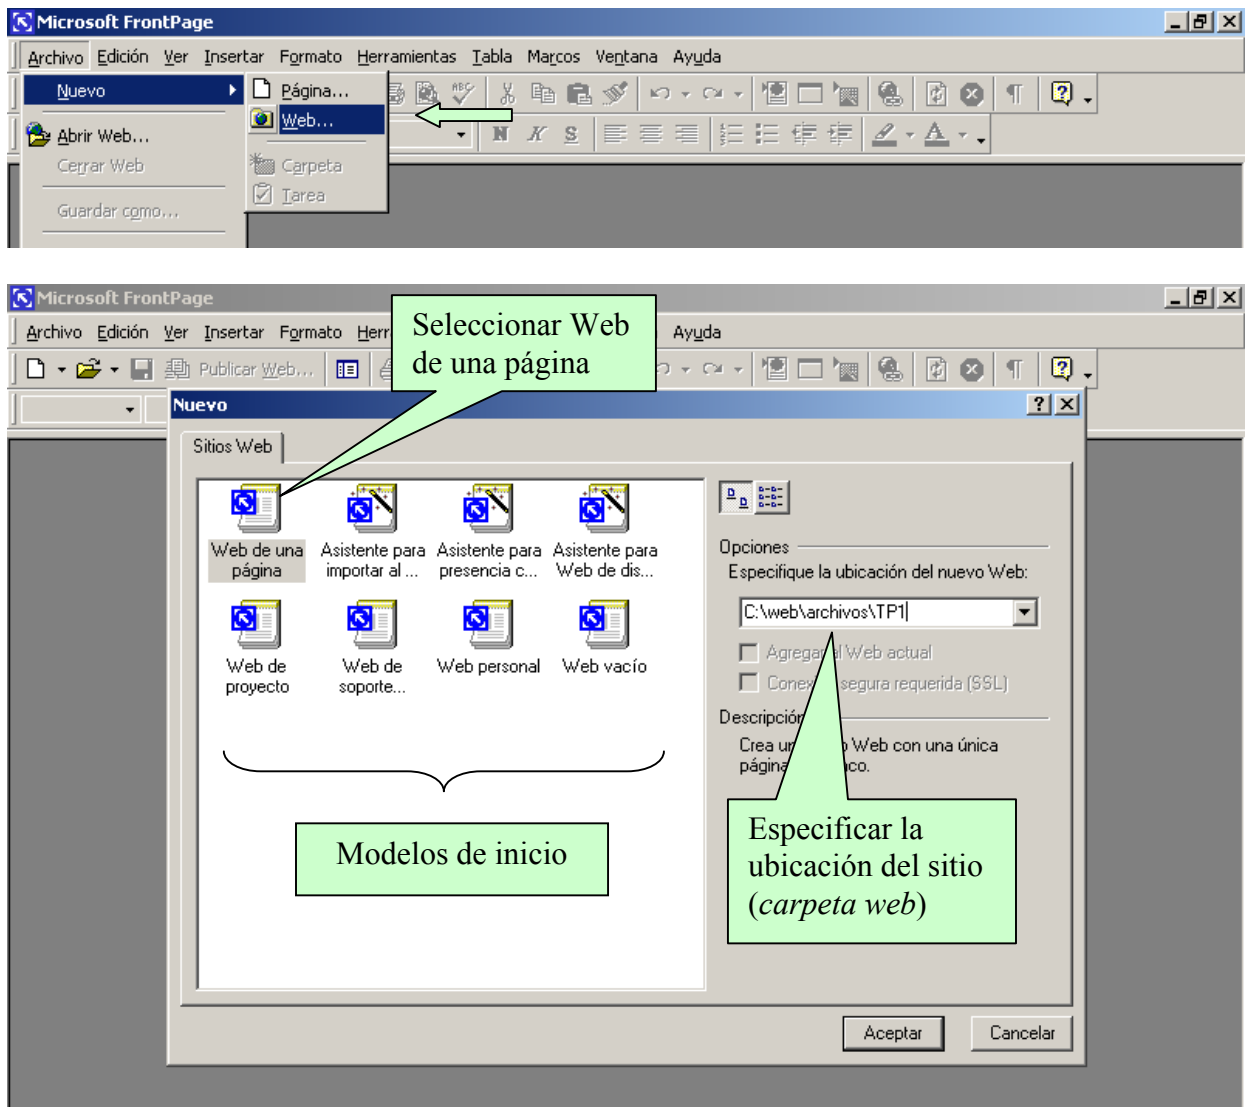 Microsoft FrontPage
Archivo Edición Ver Insertar Formato Herramientas Tabla Marcos Ventana Ayuda
Nuevo
Página...
Web...
Abrir Web...
Cerrar Web
Carpeta
Tarea
Guardar como...
N K S
Microsoft FrontPage
Archivo Edición Ver Insertar Formato Ayuda
Publicar Web...
Seleccionar Web
de una página
Nuevo
Sitios Web
Web de una
página
Asistente para
importar al ...
Asistente para
presencia c...
Asistente para
Web de dis...
Web de
proyecto
Web de
soporte...
Web personal
Web vacío
Modelos de inicio
Opciones
Especifique la ubicación del nuevo Web:
C:\web\archivos\TP1
Agregar al Web actual
segura requerida (SSL)
Descripción
Crea un Web con una única
página
Especificar la
ubicación del sitio
(carpeta web)
Aceptar
Cancelar